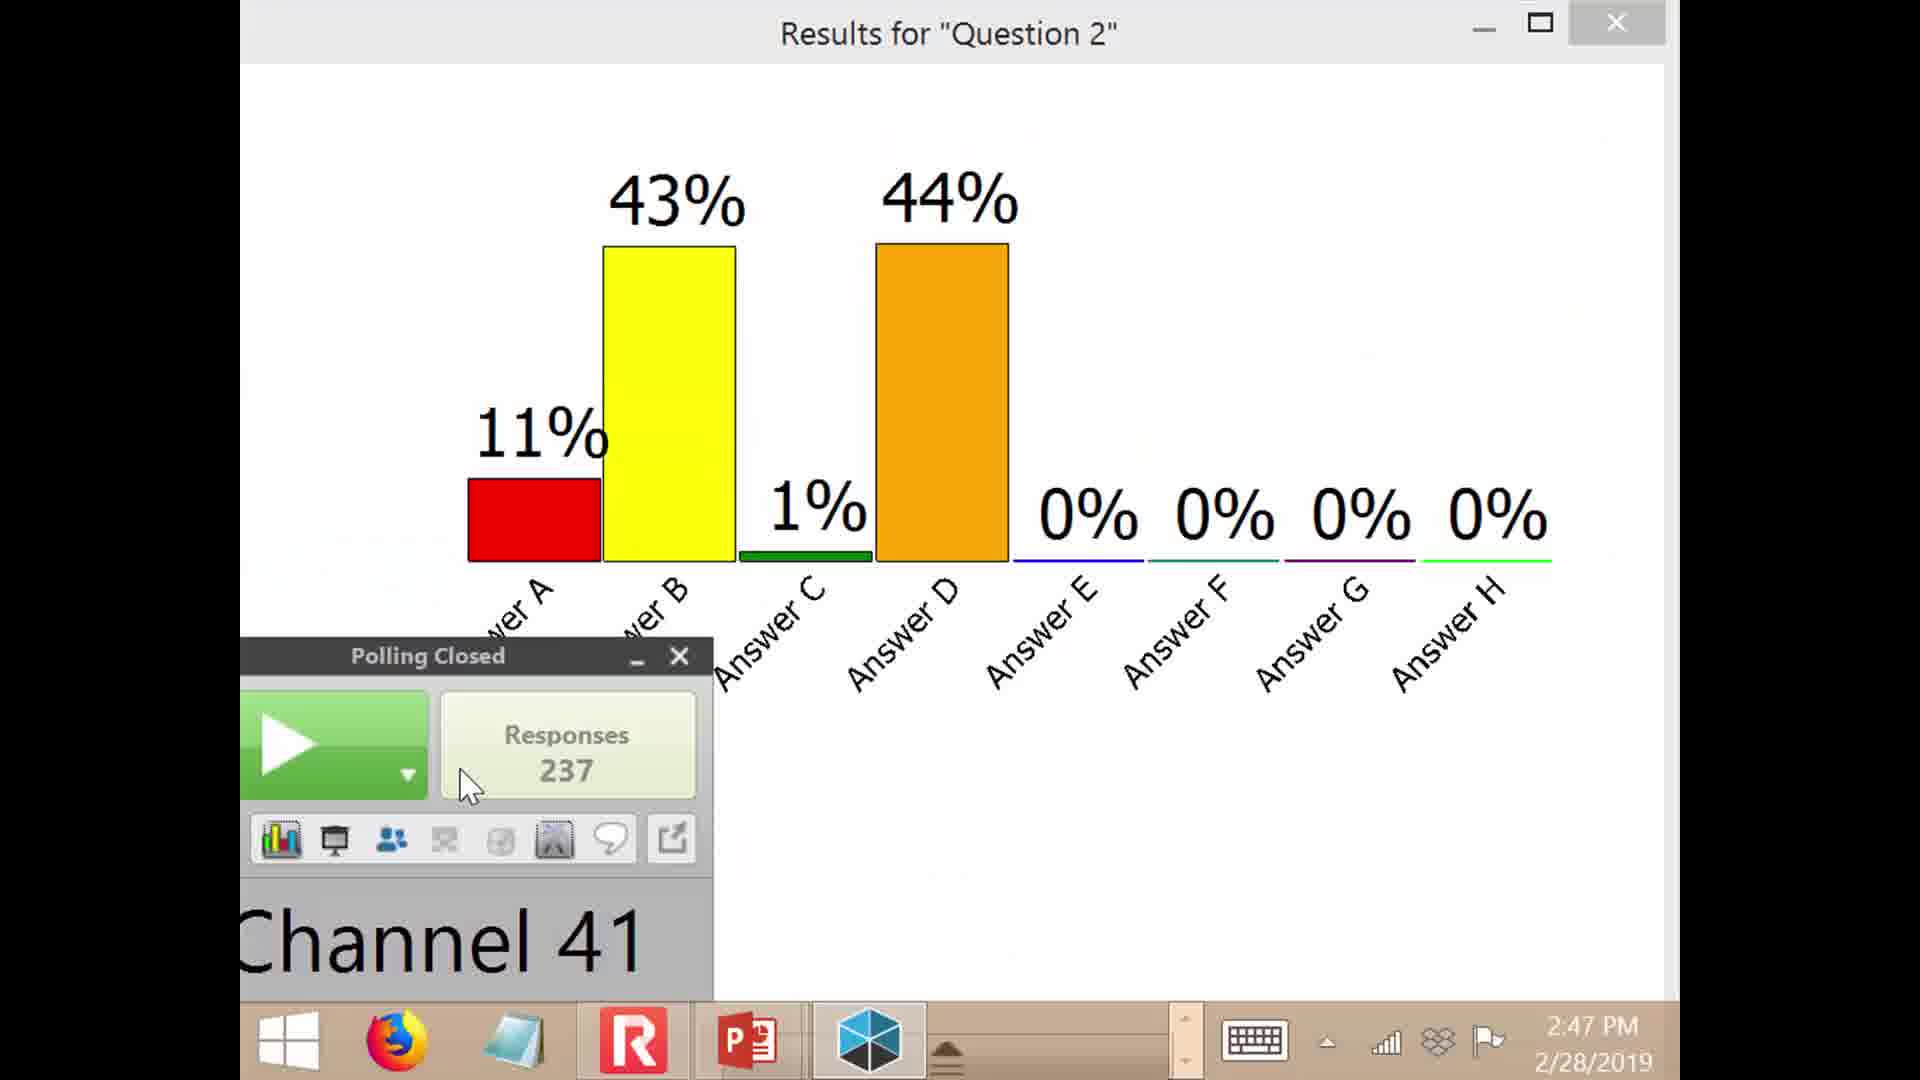 Results for "Question 2"
43%
44%
11%
1%
0%
0%
0%
0%
wer A
wer B
Answer C
Answer D
Answer E
Answer F
Answer G
Answer H
Polling Closed
Responses
237
Channel 41
2:47 PM
2/28/2019